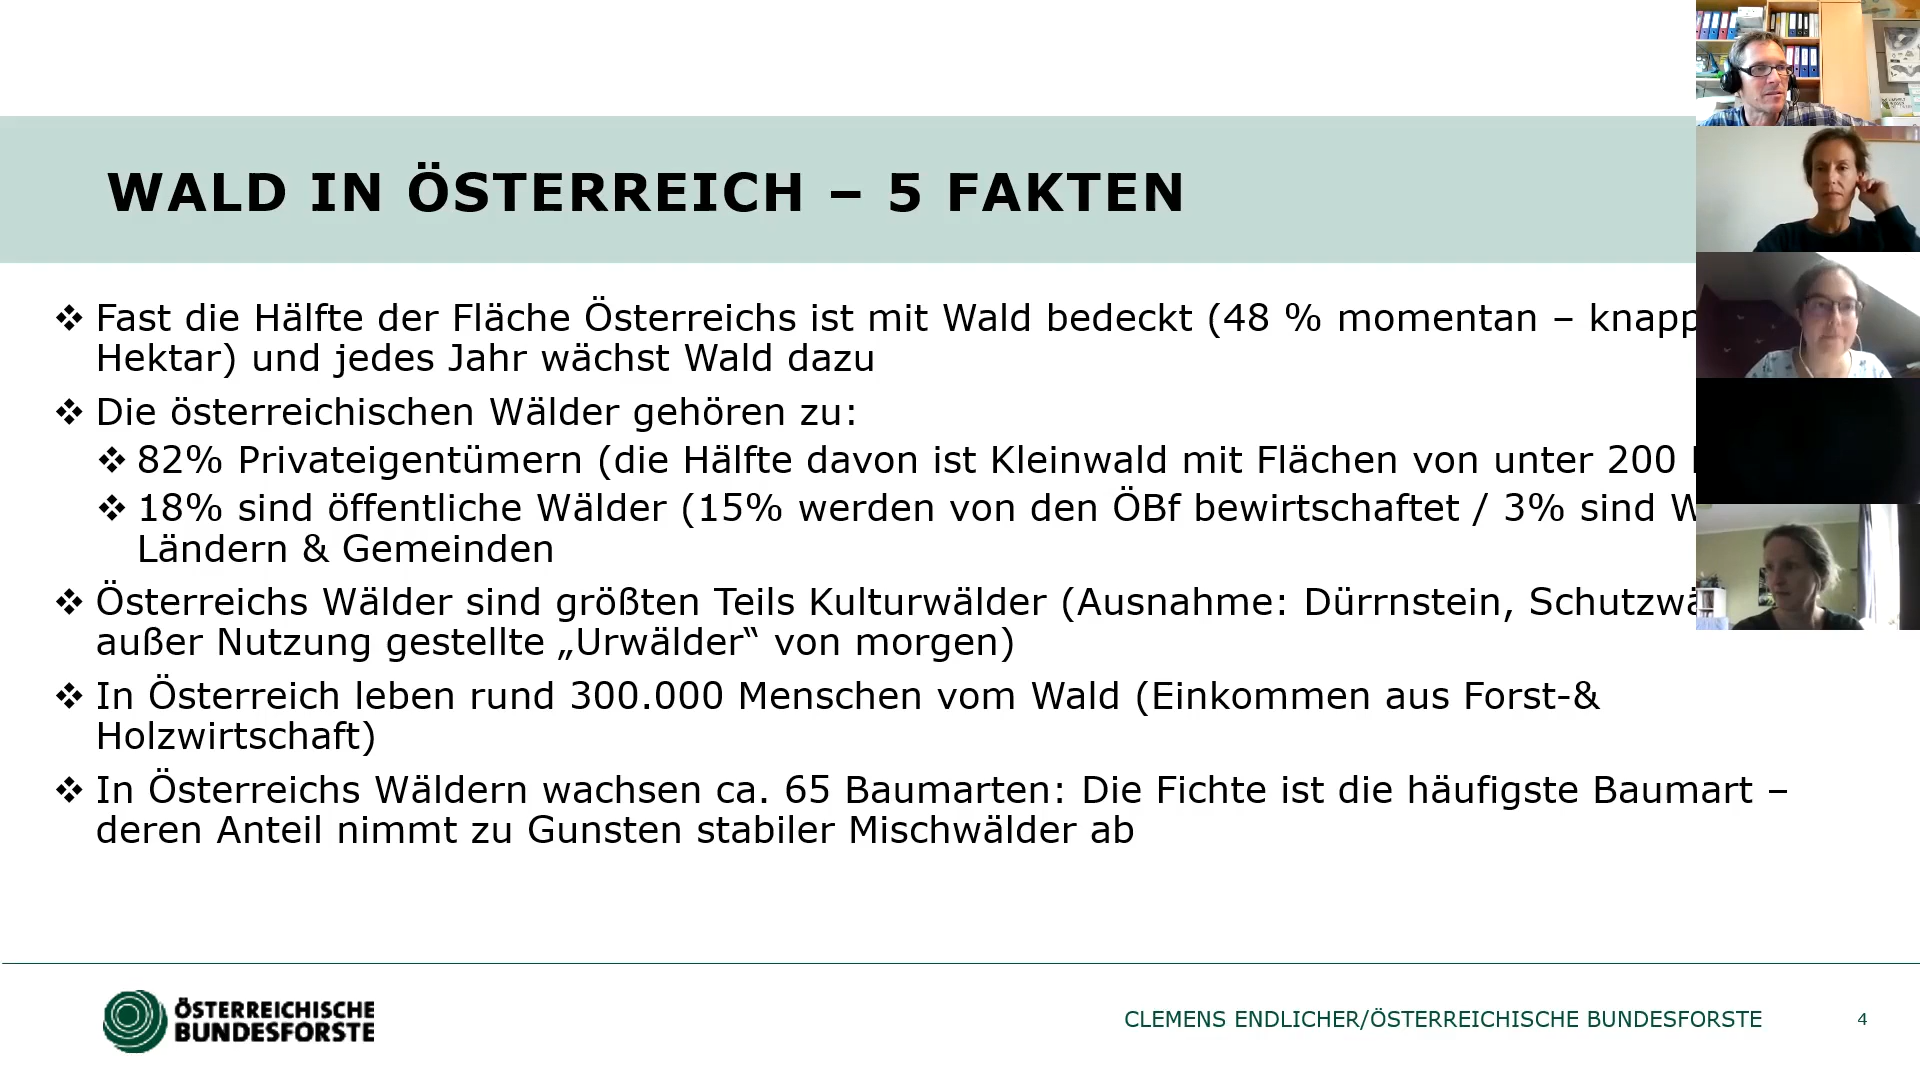 WALD IN ÖSTERREICH – 5 FAKTEN
❖ Fast die Hälfte der Fläche Österreichs ist mit Wald bedeckt (48 % momentan – knapp
Hektar) und jedes Jahr wächst Wald dazu
❖ Die österreichischen Wälder gehören zu:
❖ 82% Privateigentümern (die Hälfte davon ist Kleinwald mit Flächen von unter 200
❖ 18% sind öffentliche Wälder (15% werden von den ÖBf bewirtschaftet / 3% sind
Ländern & Gemeinden
❖ Österreichs Wälder sind größten Teils Kulturwälder (Ausnahme: Dürrnstein,
außer Nutzung gestellte „Urwälder“ von morgen)
❖ In Österreich leben rund 300.000 Menschen vom Wald (Einkommen aus Forst-&
Holzwirtschaft)
❖ In Österreichs Wäldern wachsen ca. 65 Baumarten: Die Fichte ist die häufigste Baumart –
deren Anteil nimmt zu Gunsten stabiler Mischwälder ab
ÖSTERREICHISCHE
BUNDESFORSTE
CLEMENS ENDLICHER/ÖSTERREICHISCHE BUNDESFORSTE
4